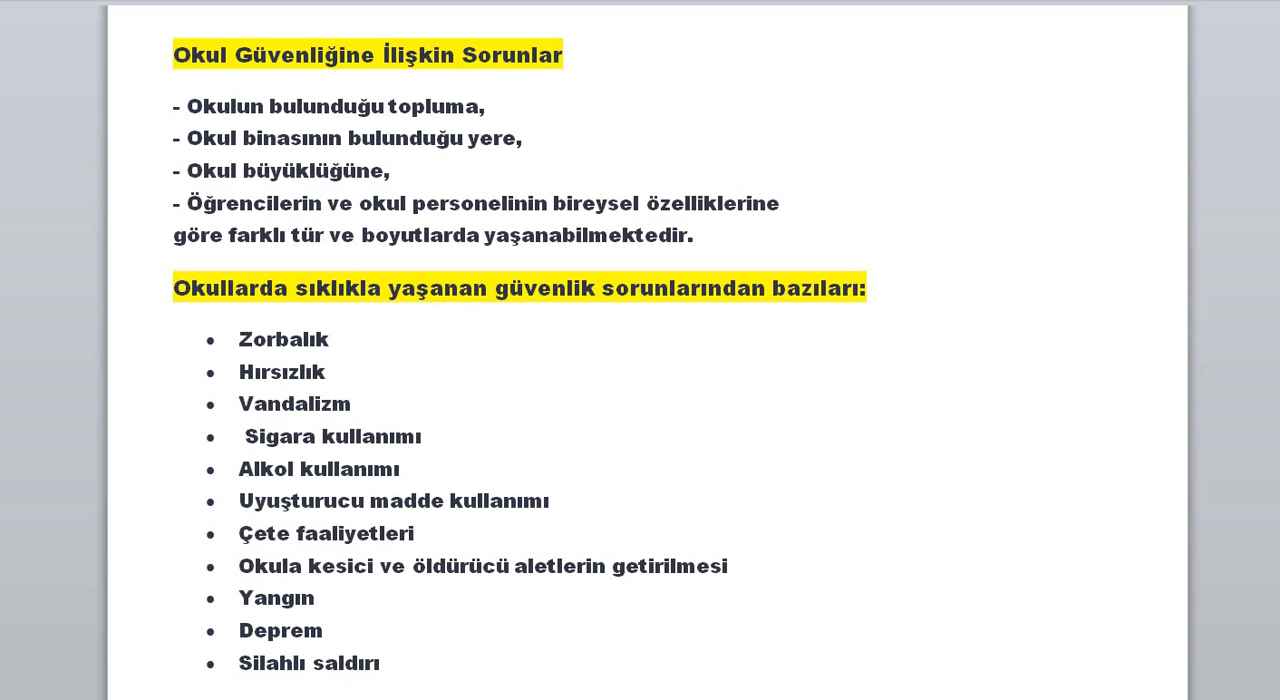 Okul Güvenliğine İlişkin Sorunlar
- Okulun bulunduğu topluma,
- Okul binasının bulunduğu yere,
- Okul büyüklüğüne,
- Öğrencilerin ve okul personelinin bireysel özelliklerine
göre farklı tür ve boyutlarda yaşanabilmektedir.
Okullarda sıklıkla yaşanan güvenlik sorunlarından bazıları:
• Zorbalık
• Hırsızlık
• Vandalizm
• Sigara kullanımı
• Alkol kullanımı
• Uyuşturucu madde kullanımı
• Çete faaliyetleri
• Okula kesici ve öldürücü aletlerin getirilmesi
• Yangın
• Deprem
• Silahlı saldırı